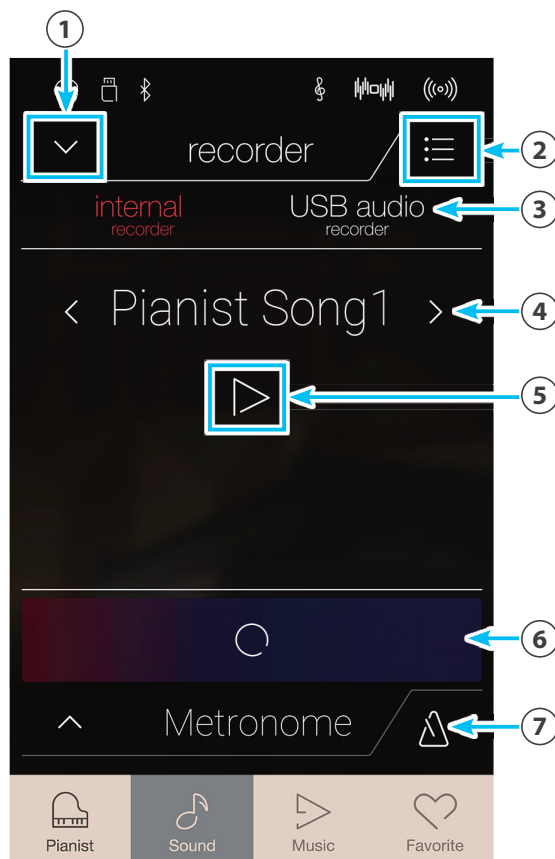 1
recorder
2
internal
recorder
USB audio
recorder
3
Pianist Song1
4
5
6
Metronome
7
Pianist
Sound
Music
Favorite